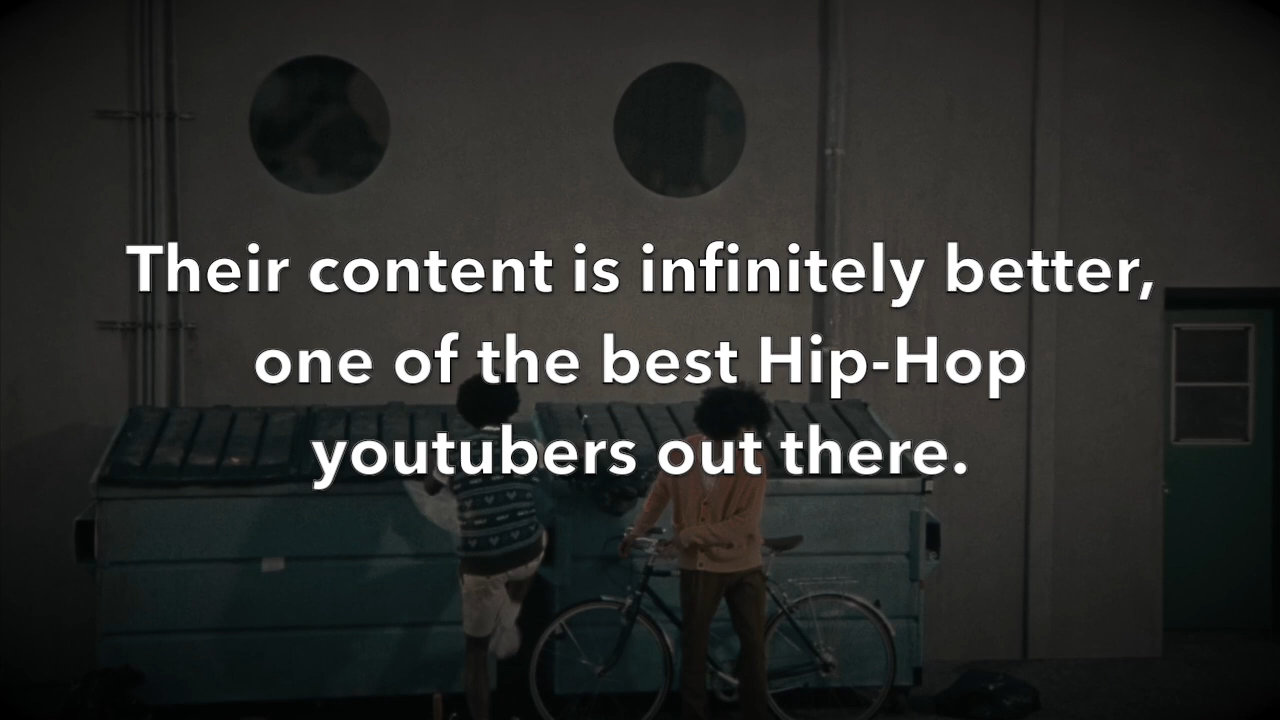 Their content is infinitely better,
one of the best Hip-Hop
youtubers out there.